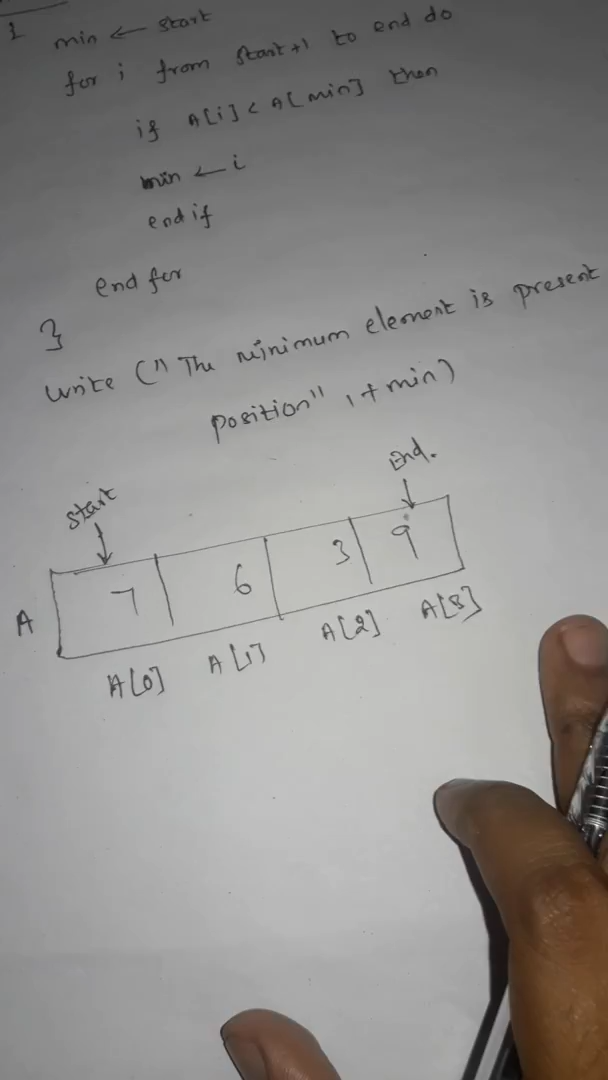 {
min ← start
for i from start+1 to end do
if A[i] < A[min] then
min ← i
end if
end for
}
write (" The minimum element is present
position" , + min)
start
End.
A
7 6 3 9
A[0] A[1] A[2] A[3]